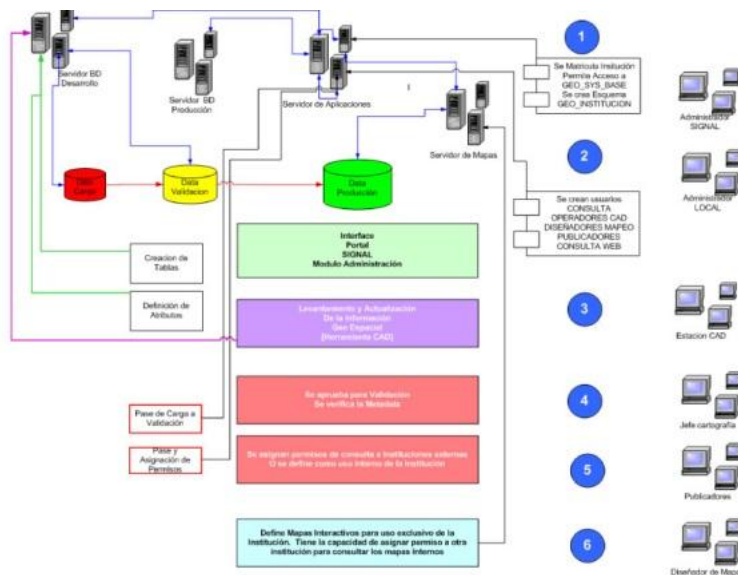 1
Se Matricula Insitución
Permite Acceso a
GEO_SYS_BASE
Se crea Esquema
GEO_INSTITUCION
Servidor BD
Desarrollo
Servidor BD
Producción
Servidor de Aplicaciones
I
Servidor de Mapas
Administrador
SIGNAL
2
Data
Carga
Data
Validacion
Data
Producción
Se crean usuarios
CONSULTA
OPERADORES CAD
DISEÑADORES MAPEO
PUBLICADORES
CONSULTA WEB
Administrador
LOCAL
Creacion de
Tablas
Interface
Portal
SIGNAL
Modulo Administración
Definición de
Atributos
Levantamiento y Actualización
De la Información
Geo Espacial
[Herramienta CAD]
3
Estacion CAD
Pase de Carga a
Validación
Se aprueba para Validación
Se verifica la Metadata
4
Jefe cartografía
Pase y
Asignación de
Permisos
Se asignan permisos de consulta a Instituciones externas
O se define como uso interno de la Institución
5
Publicadores
Define Mapas Interactivos para uso exclusivo de la
Institución. Tiene la capacidad de asignar permiso a otra
institución para consultar los mapas Internos
6
Diseñador de Mapas